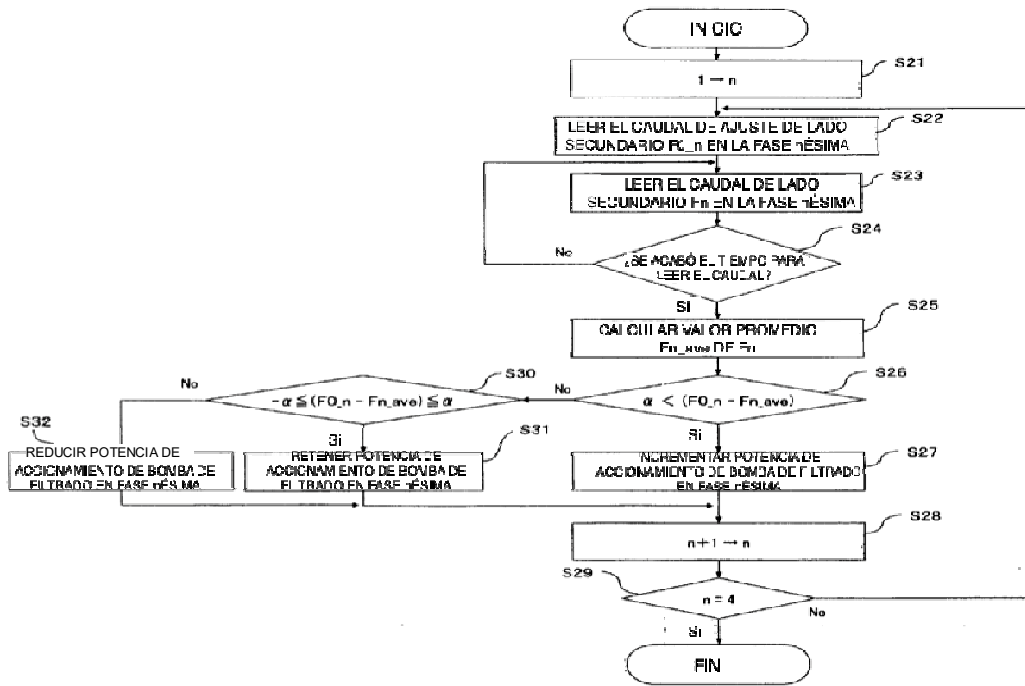 INICIO
S21
1 → n
S22
LEER EL CAUDAL DE AJUSTE DE LADO
SECUNDARIO F0_n EN LA FASE nÉSIMA
S23
LEER EL CAUDAL DE LADO
SECUNDARIO Fn EN LA FASE nÉSIMA
S24
¿SE ACABÓ EL TIEMPO PARA
LEER EL CAUDAL?
No
Si
S25
CALCULAR VALOR PROMEDIO
Fn_ave DE Fn
S26
α < (F0_n − Fn_ave)
No
Si
S30
−α ≦ (F0_n − Fn_ave) ≦ α
No
Si
S32
REDUCIR POTENCIA DE
ACCIONAMIENTO DE BOMBA DE
FILTRADO EN FASE nÉSIMA
S31
RETENER POTENCIA DE
ACCIONAMIENTO DE BOMBA DE
FILTRADO EN FASE nÉSIMA
S27
INCREMENTAR POTENCIA DE
ACCIONAMIENTO DE BOMBA DE FILTRADO
EN FASE nÉSIMA
S28
n+1 → n
S29
n = 4
No
Si
FIN